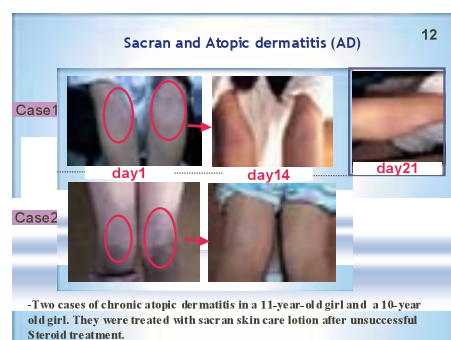 12
Sacran and Atopic dermatitis (AD)
Case1
day1
day14
day21
Case2
-Two cases of chronic atopic dermatitis in a 11-year-old girl and a 10-year
old girl. They were treated with sacran skin care lotion after unsuccessful
Steroid treatment.